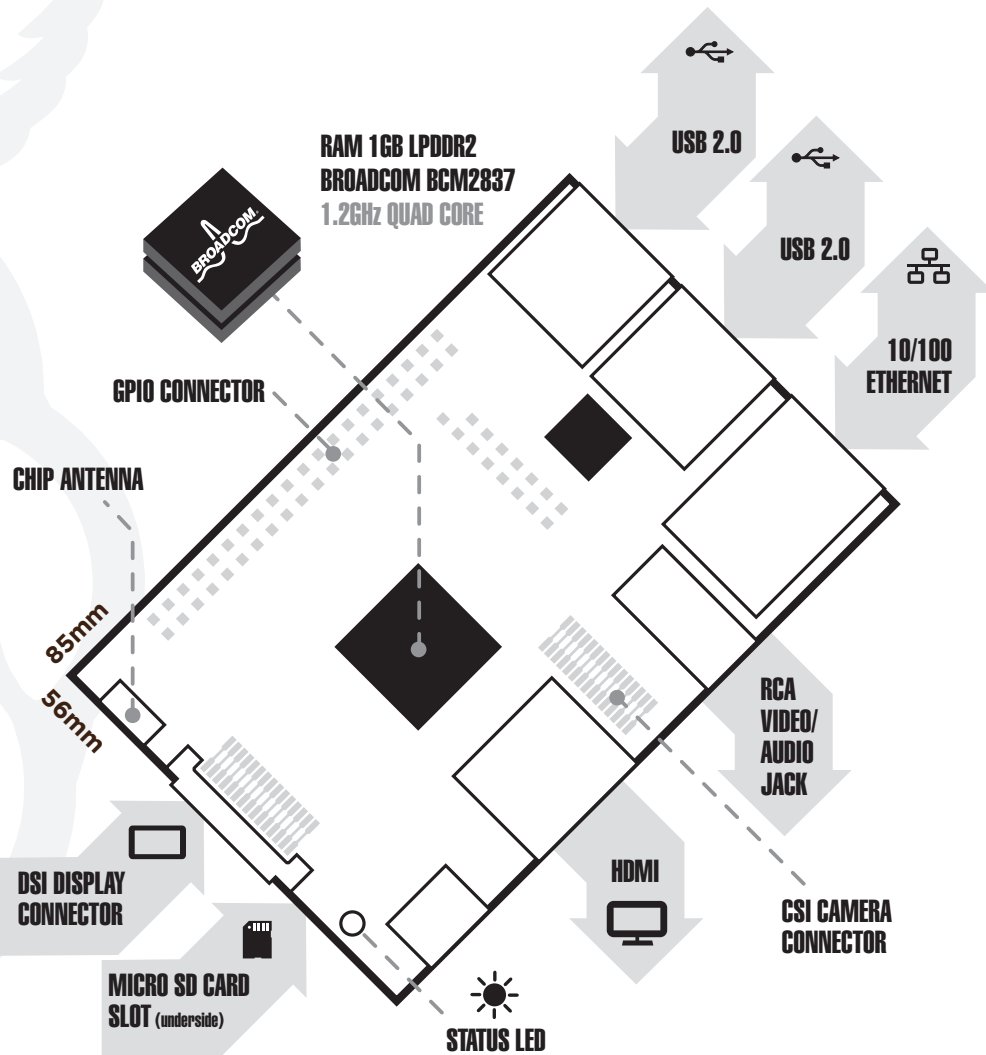 USB 2.0
RAM 1GB LPDDR2
BROADCOM BCM2837
1.2GHz QUAD CORE
BROADCOM.
USB 2.0
10/100
ETHERNET
GPIO CONNECTOR
CHIP ANTENNA
85mm
56mm
RCA
VIDEO/
AUDIO
JACK
DSI DISPLAY
CONNECTOR
HDMI
CSI CAMERA
CONNECTOR
MICRO SD CARD
SLOT (underside)
STATUS LED